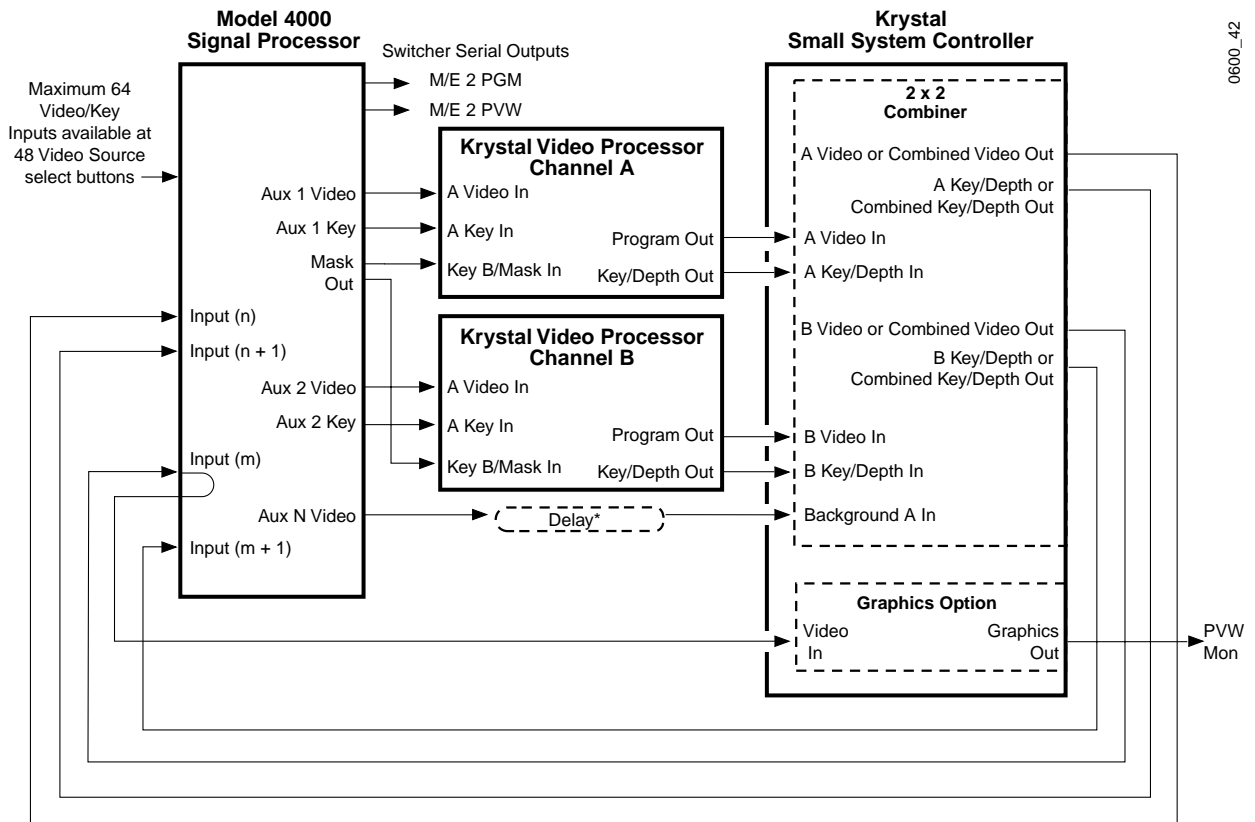 Model 4000
Signal Processor
Krystal
Small System Controller
0600_42
Switcher Serial Outputs
M/E 2 PGM
M/E 2 PVW
Maximum 64
Video/Key
Inputs available at
48 Video Source
select buttons
2 x 2
Combiner
Krystal Video Processor
Channel A
A Video or Combined Video Out
A Key/Depth or
Combined Key/Depth Out
Aux 1 Video
A Video In
Aux 1 Key
A Key In
Program Out
A Video In
Mask
Out
Key B/Mask In
Key/Depth Out
A Key/Depth In
Input (n)
Input (n + 1)
Krystal Video Processor
Channel B
B Video or Combined Video Out
B Key/Depth or
Combined Key/Depth Out
Aux 2 Video
A Video In
Aux 2 Key
A Key In
Program Out
B Video In
Input (m)
Key B/Mask In
Key/Depth Out
B Key/Depth In
Aux N Video
Delay*
Background A In
Input (m + 1)
Graphics Option
Video
In
Graphics
Out
PVW
Mon